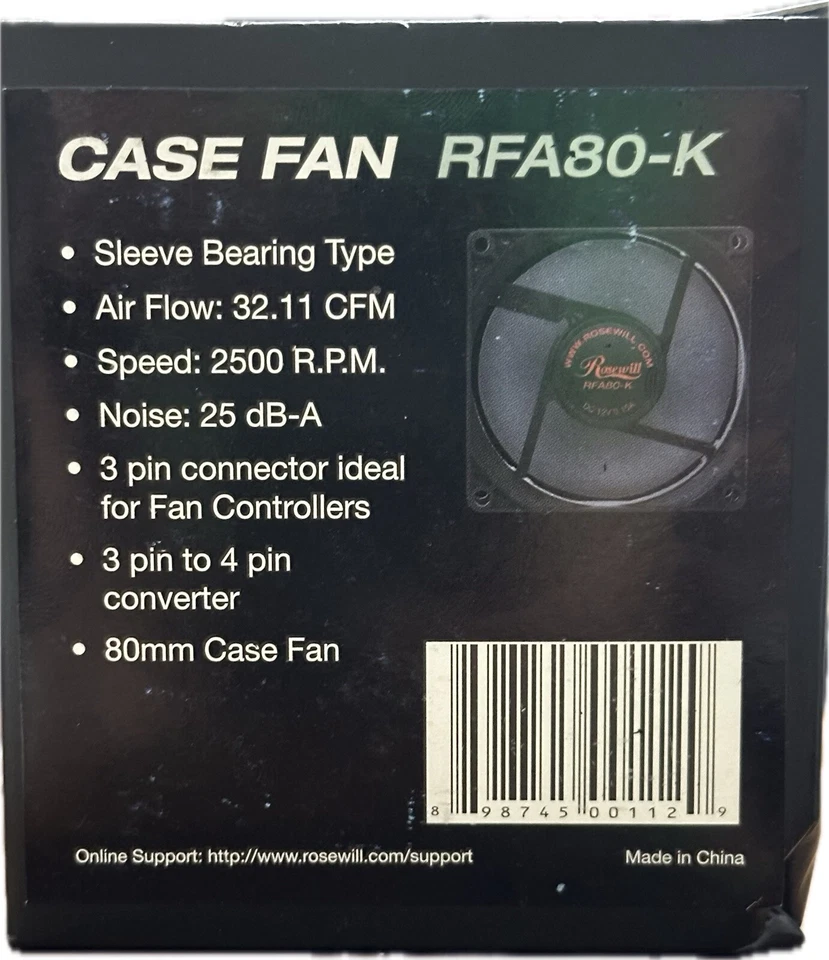 CASE FAN RFA80-K
• Sleeve Bearing Type
• Air Flow: 32.11 CFM
• Speed: 2500 R.P.M.
• Noise: 25 dB-A
• 3 pin connector ideal
for Fan Controllers
• 3 pin to 4 pin
converter
• 80mm Case Fan
WWW.ROSEWILL.COM
Rosewill
RFA80-K
DC 12V
8 98745 00112 9
Online Support: http://www.rosewill.com/support
Made in China